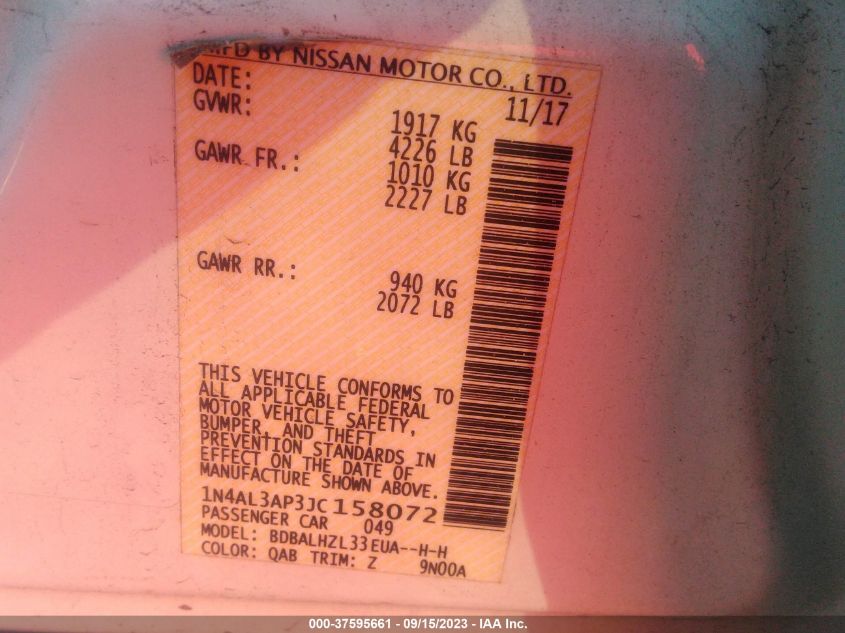 MFD BY NISSAN MOTOR CO., LTD.
DATE: 11/17
GVWR: 1917 KG
4226 LB
GAWR FR.: 1010 KG
2227 LB
GAWR RR.: 940 KG
2072 LB
THIS VEHICLE CONFORMS TO
ALL APPLICABLE FEDERAL
MOTOR VEHICLE SAFETY,
BUMPER, AND THEFT
PREVENTION STANDARDS IN
EFFECT ON THE DATE OF
MANUFACTURE SHOWN ABOVE.
1N4AL3AP3JC158072
PASSENGER CAR 049
MODEL: BDBALHZL33EUA--H-H
COLOR: QAB TRIM: Z 9N00A
000-37595661 - 09/15/2023 - IAA Inc.